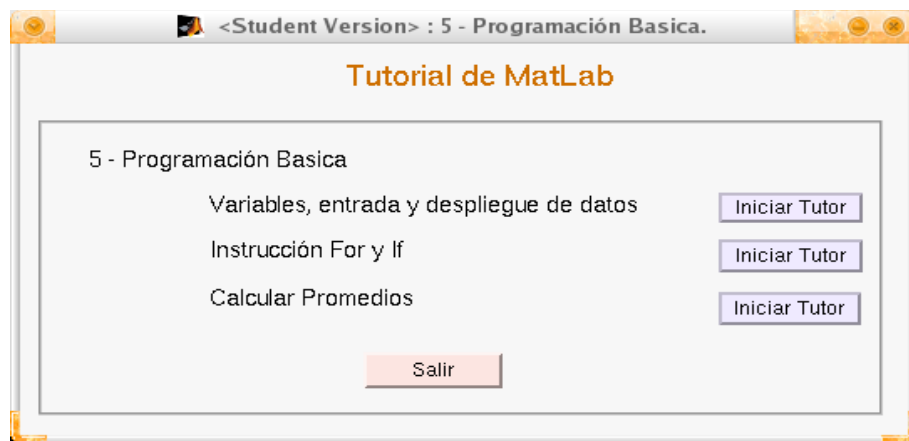 <Student Version> : 5 - Programación Basica.
Tutorial de MatLab
5 - Programación Basica
Variables, entrada y despliegue de datos Iniciar Tutor
Instrucción For y If Iniciar Tutor
Calcular Promedios Iniciar Tutor
Salir